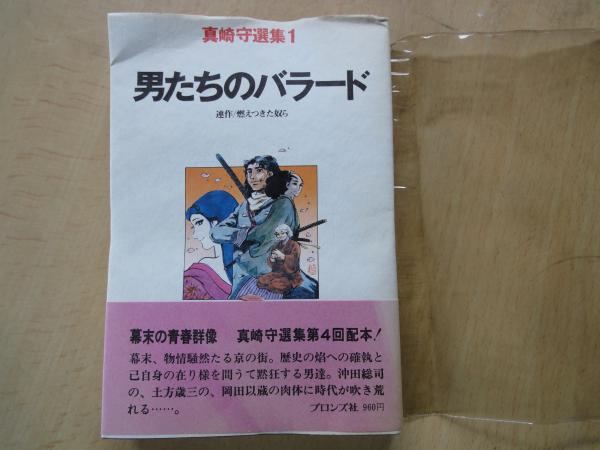 真崎守選集1
男たちのバラード
連作/燃えつきた奴ら
幕末の青春群像 真崎守選集第4回配本!
幕末、物情騒然たる京の街。歴史の焰への確執と
己自身の在り様を問うて黙狂する男達。沖田総司
の、土方歳三の、岡田以蔵の肉体に時代が吹き荒
れる……。
ブロンズ社 960円